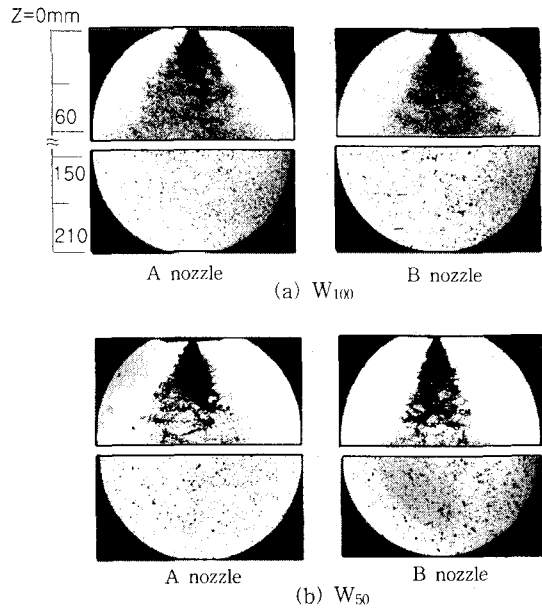 Z=0mm
60
150
210
A nozzle
B nozzle
(a) W₁₀₀
A nozzle
B nozzle
(b) W₅₀